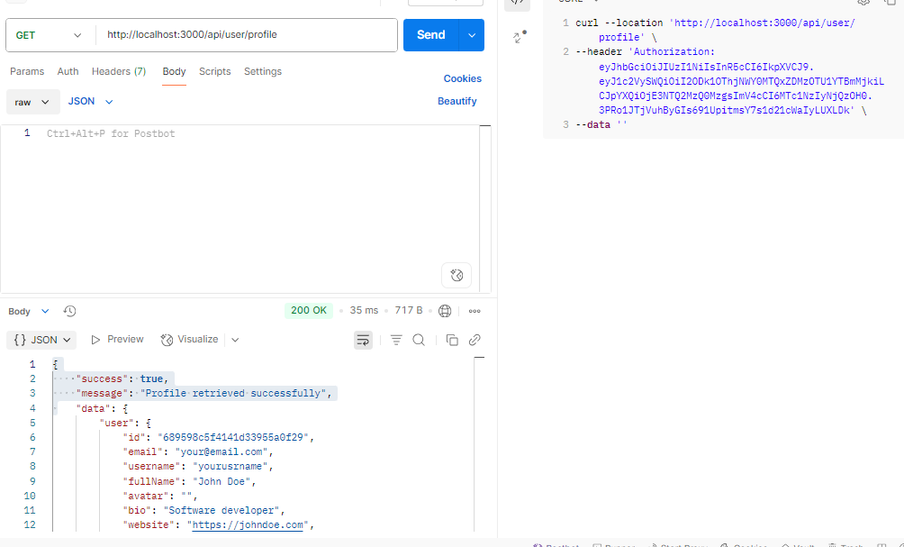 GET
http://localhost:3000/api/user/profile
Send
Params Auth Headers (7) Body Scripts Settings
Cookies
raw JSON
Beautify
1 Ctrl+Alt+P for Postbot
Body
200 OK • 35 ms • 717 B
{} JSON Preview Visualize
1 {
2 "success": true,
3 "message": "Profile retrieved successfully",
4 "data": {
5 "user": {
6 "id": "689598c5f4141d33955a0f29",
7 "email": "your@email.com",
8 "username": "yourusrname",
9 "fullName": "John Doe",
10 "avatar": "",
11 "bio": "Software developer",
12 "website": "https://johndoe.com",
1 curl --location 'http://localhost:3000/api/user/
profile' \
2 --header 'Authorization:
3 --data ''